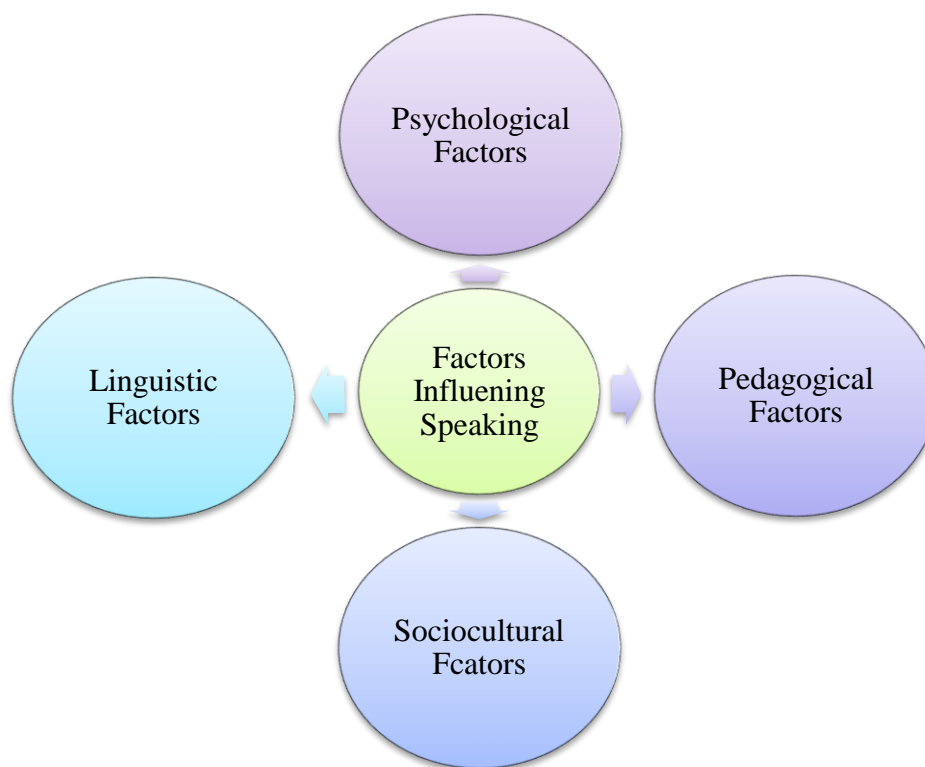 Psychological
Factors
Linguistic
Factors
Factors
Influening
Speaking
Pedagogical
Factors
Sociocultural
Fcators